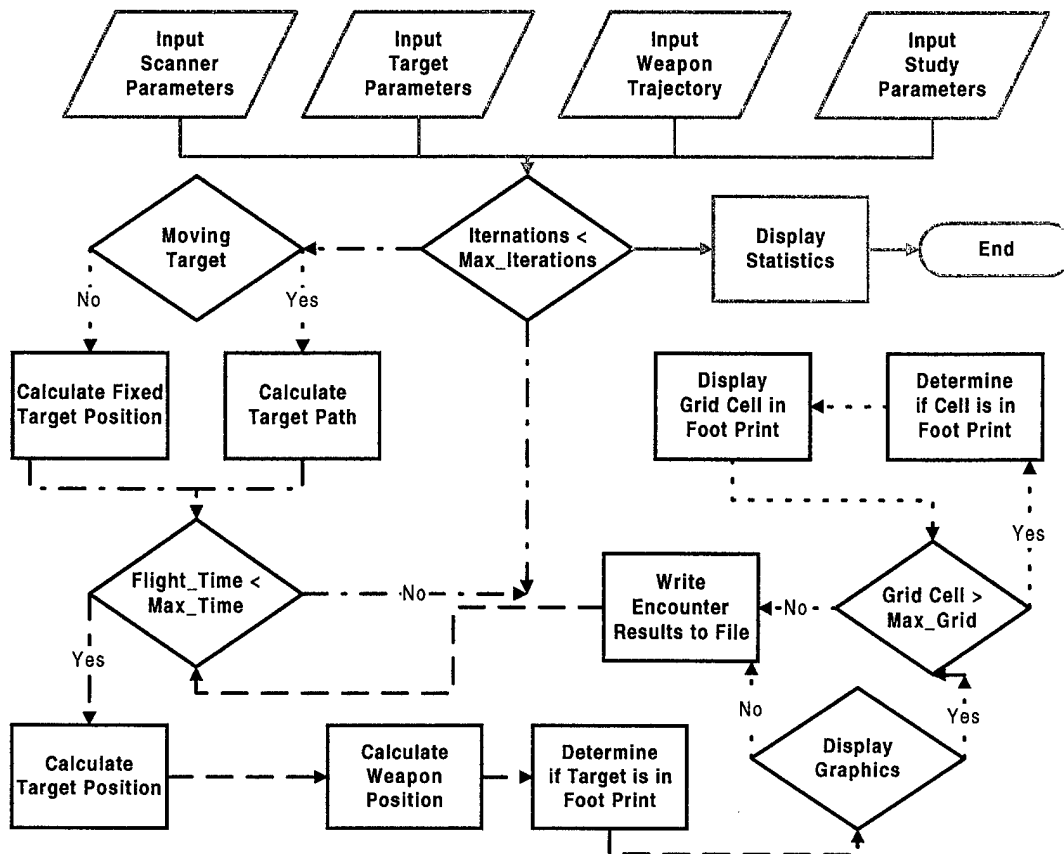 Input
Scanner
Parameters
Input
Target
Parameters
Input
Weapon
Trajectory
Input
Study
Parameters
Moving
Target
Iternations <
Max_Iterations
Display
Statistics
End
No
Yes
Calculate Fixed
Target Position
Calculate
Target Path
Display
Grid Cell in
Foot Print
Determine
if Cell is in
Foot Print
Yes
Flight_Time <
Max_Time
No
Write
Encounter
Results to File
No
Grid Cell >
Max_Grid
Yes
No
Yes
Calculate
Target Position
Calculate
Weapon
Position
Determine
if Target is in
Foot Print
Display
Graphics